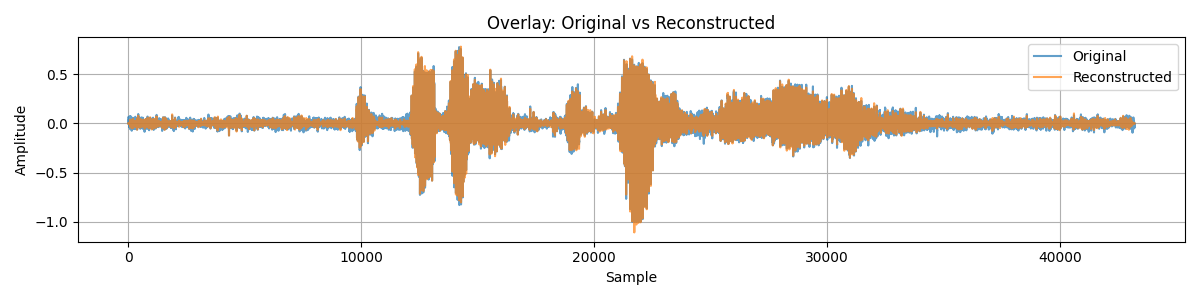 Overlay: Original vs Reconstructed
Original
Reconstructed
Amplitude
0.5
0.0
−0.5
−1.0
0 10000 20000 30000 40000
Sample